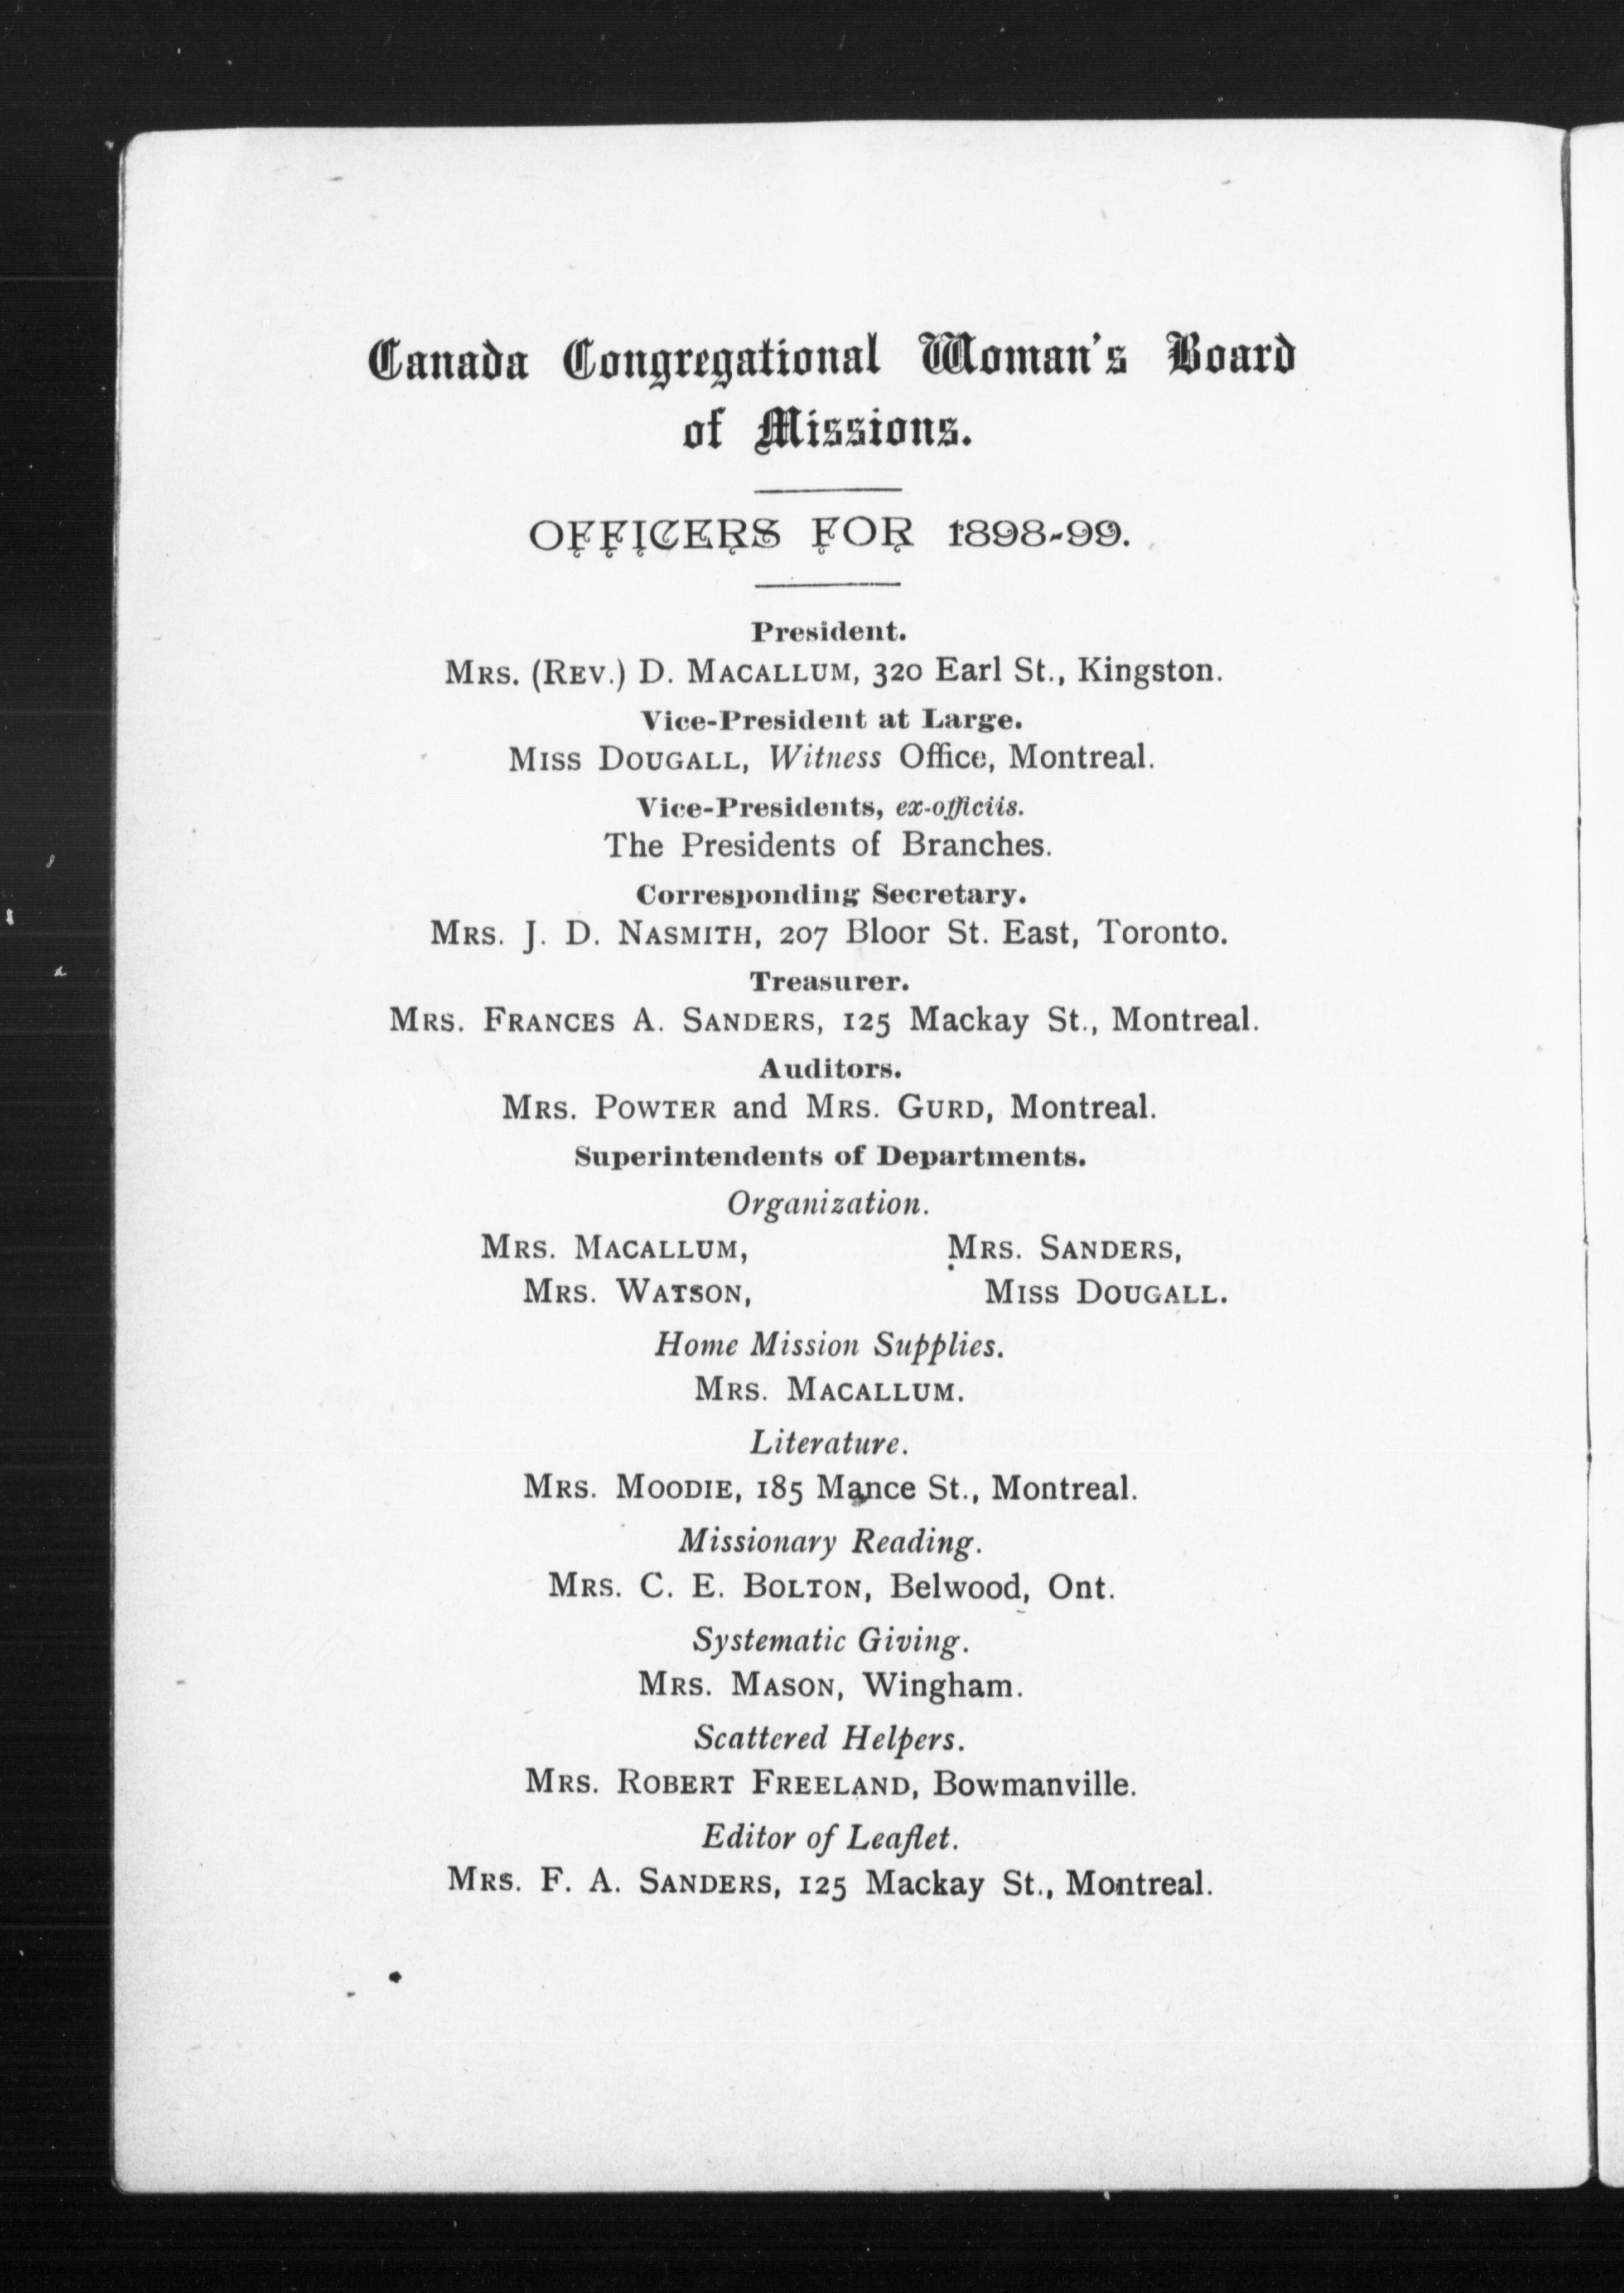 Canada Congregational Woman's Board
of Missions.
OFFICERS FOR 1898-99.
President.
MRS. (REV.) D. MACALLUM, 320 Earl St., Kingston.
Vice-President at Large.
MISS DOUGALL, Witness Office, Montreal.
Vice-Presidents, ex-officiis.
The Presidents of Branches.
Corresponding Secretary.
MRS. J. D. NASMITH, 207 Bloor St. East, Toronto.
Treasurer.
MRS. FRANCES A. SANDERS, 125 Mackay St., Montreal.
Auditors.
MRS. POWTER and MRS. GURD, Montreal.
Superintendents of Departments.
Organization.
MRS. MACALLUM, MRS. SANDERS,
MRS. WATSON, MISS DOUGALL.
Home Mission Supplies.
MRS. MACALLUM.
Literature.
MRS. MOODIE, 185 Mance St., Montreal.
Missionary Reading.
MRS. C. E. BOLTON, Belwood, Ont.
Systematic Giving.
MRS. MASON, Wingham.
Scattered Helpers.
MRS. ROBERT FREELAND, Bowmanville.
Editor of Leaflet.
MRS. F. A. SANDERS, 125 Mackay St., Montreal.